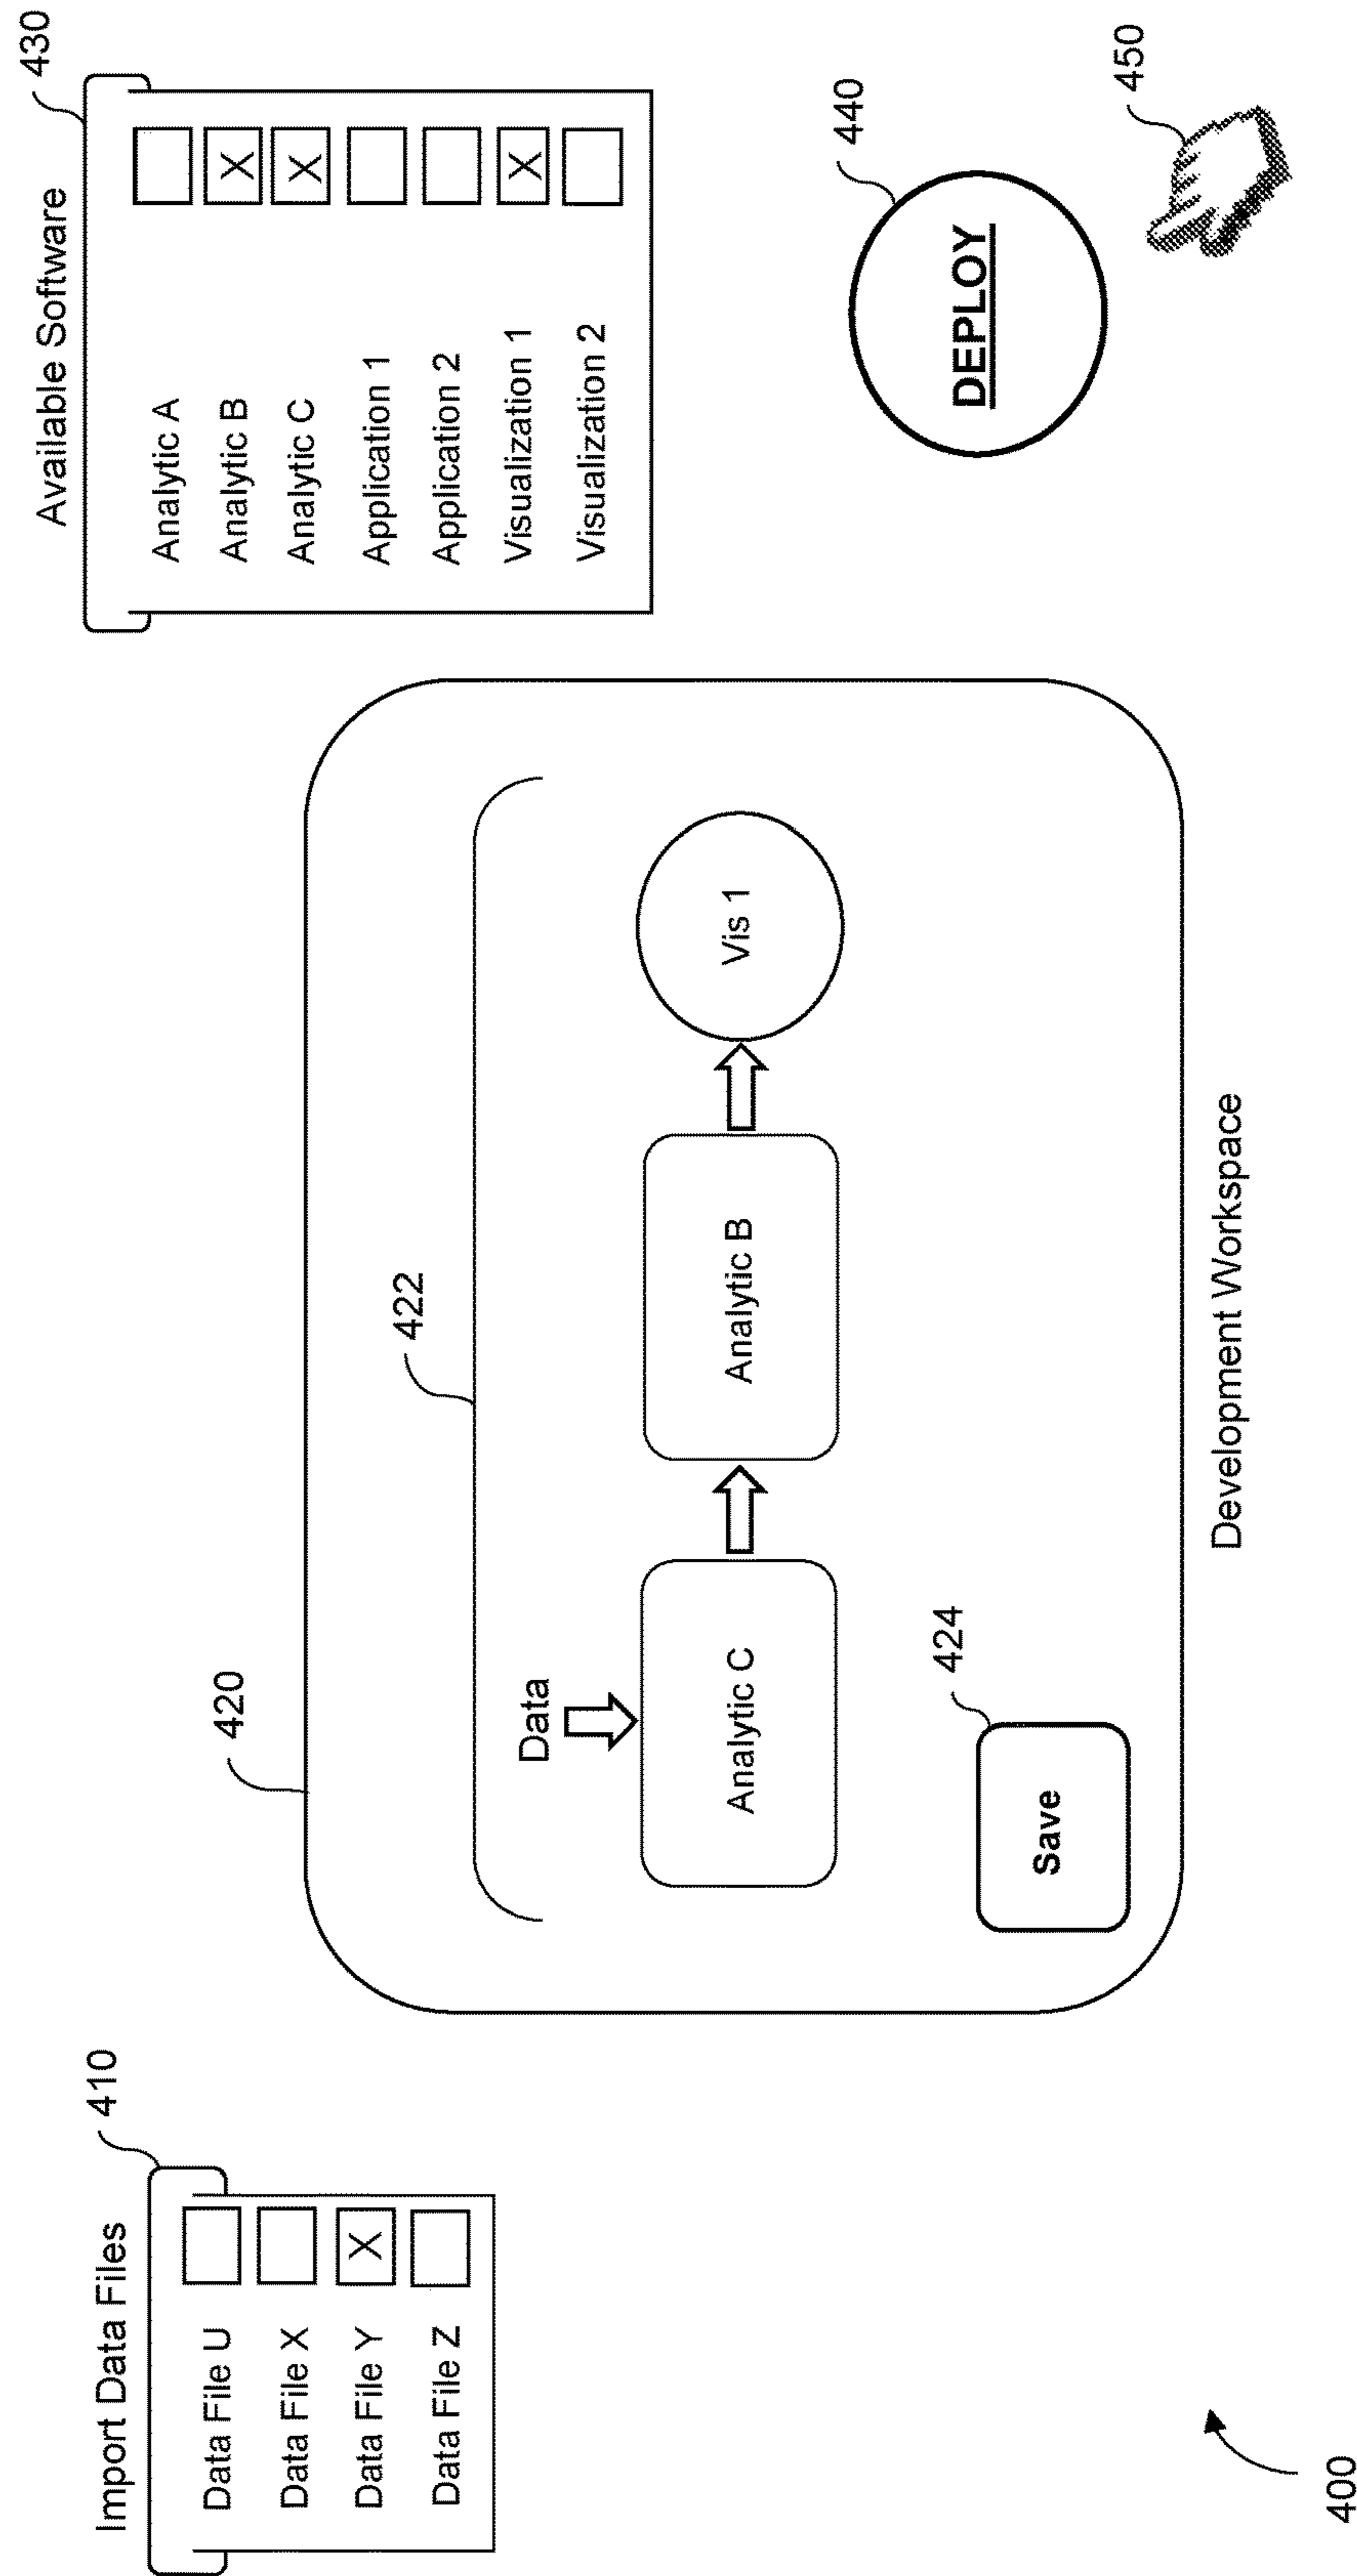 Import Data Files
410
Data File U
Data File X
X
Data File Y
Data File Z
420
422
Data
Analytic C
Analytic B
Vis 1
424
Save
Development Workspace
Available Software
430
Analytic A
Analytic B
X
Analytic C
X
Application 1
Application 2
Visualization 1
X
Visualization 2
440
DEPLOY
450
400